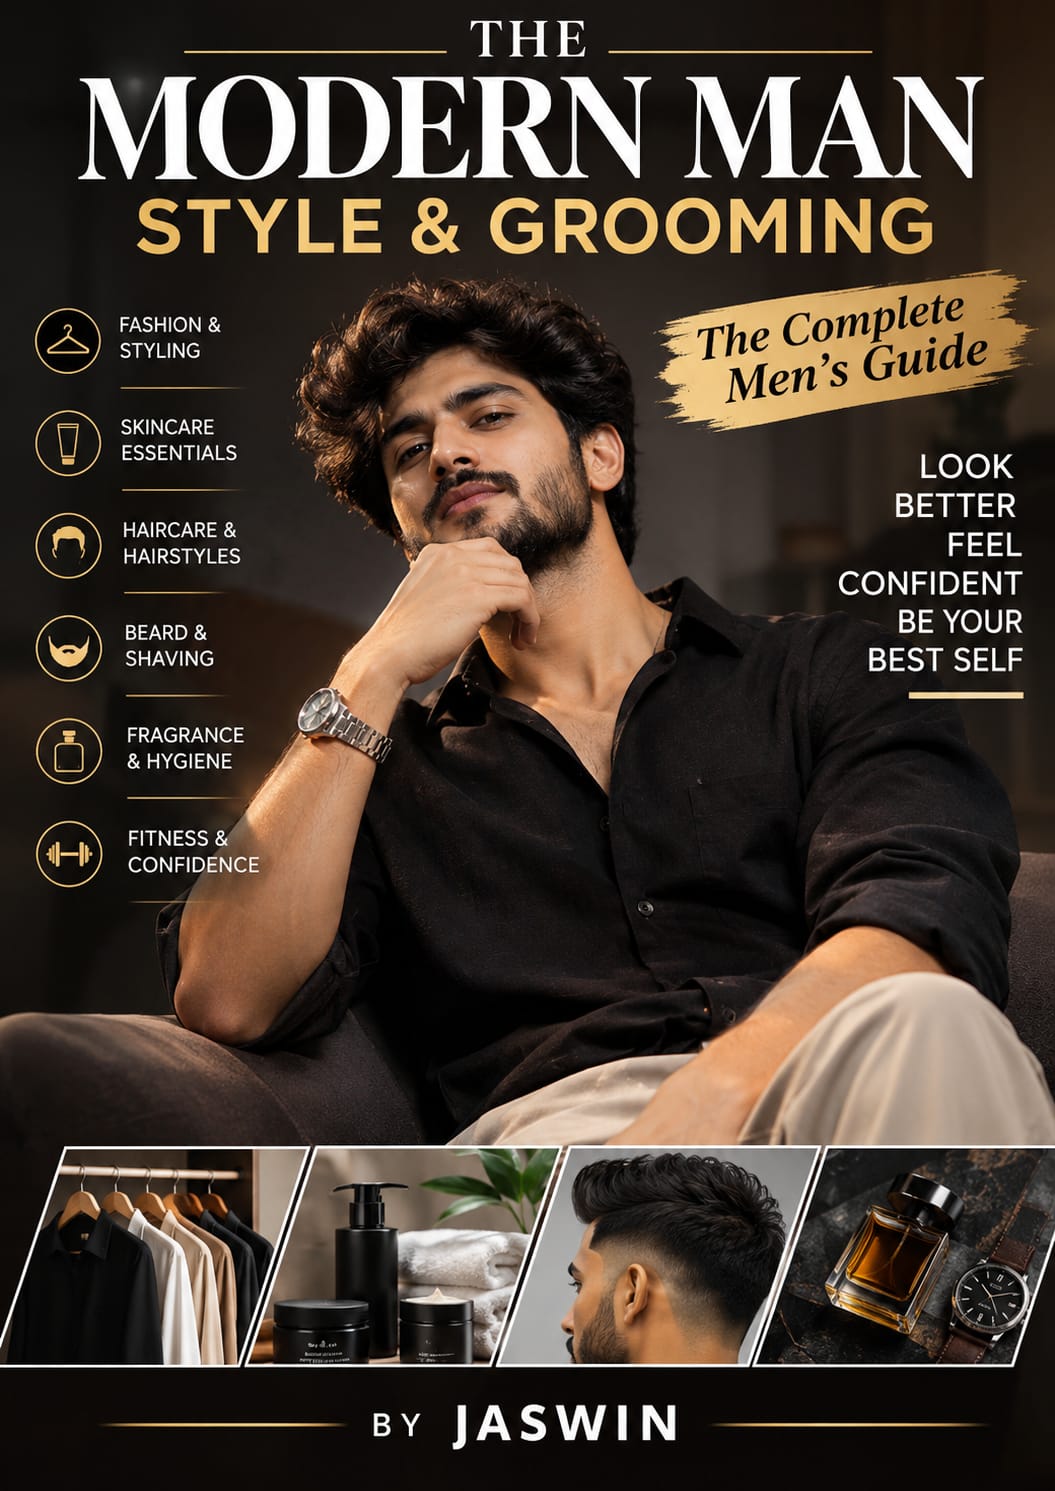 THE
MODERN MAN
STYLE & GROOMING
The Complete
Men's Guide
FASHION &
STYLING
SKINCARE
ESSENTIALS
HAIRCARE &
HAIRSTYLES
BEARD &
SHAVING
FRAGRANCE
& HYGIENE
FITNESS &
CONFIDENCE
LOOK
BETTER
FEEL
CONFIDENT
BE YOUR
BEST SELF
BY JASWIN